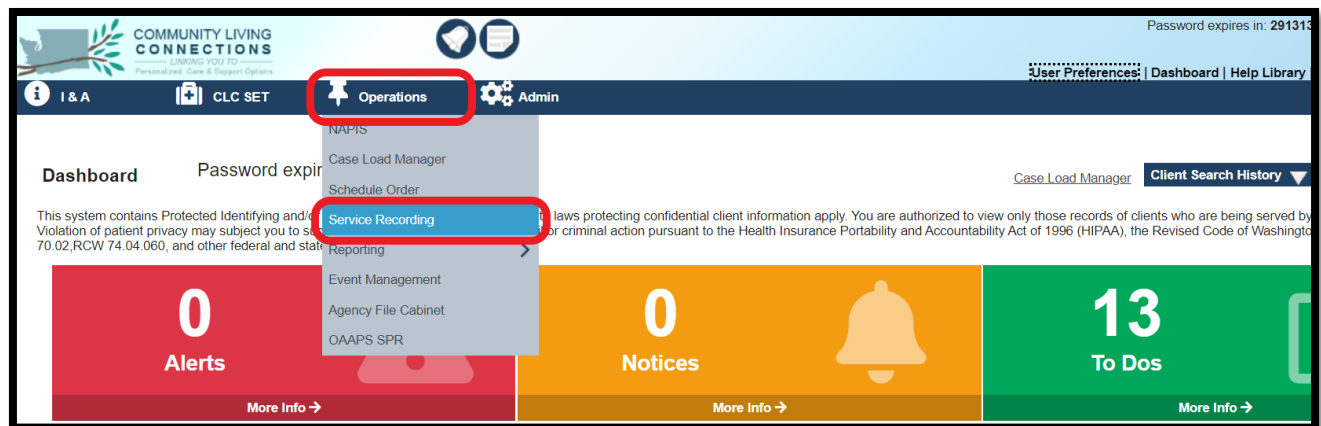 COMMUNITY LIVING
CONNECTIONS
LINKING YOU TO
Personalized Care & Support Options
Password expires in: 291313
User Preferences | Dashboard | Help Library
I & A CLC SET Operations Admin
NAPIS
Case Load Manager
Schedule Order
Service Recording
Reporting
Event Management
Agency File Cabinet
OAAPS SPR
Dashboard Password expir
Case Load Manager Client Search History
This system contains Protected Identifying and/ laws protecting confidential client information apply. You are authorized to view only those records of clients who are being served by
Violation of patient privacy may subject you to or criminal action pursuant to the Health Insurance Portability and Accountability Act of 1996 (HIPAA), the Revised Code of Washingto
70.02,RCW 74.04.060, and other federal and stat
0
Alerts
More Info
0
Notices
More Info
13
To Dos
More Info